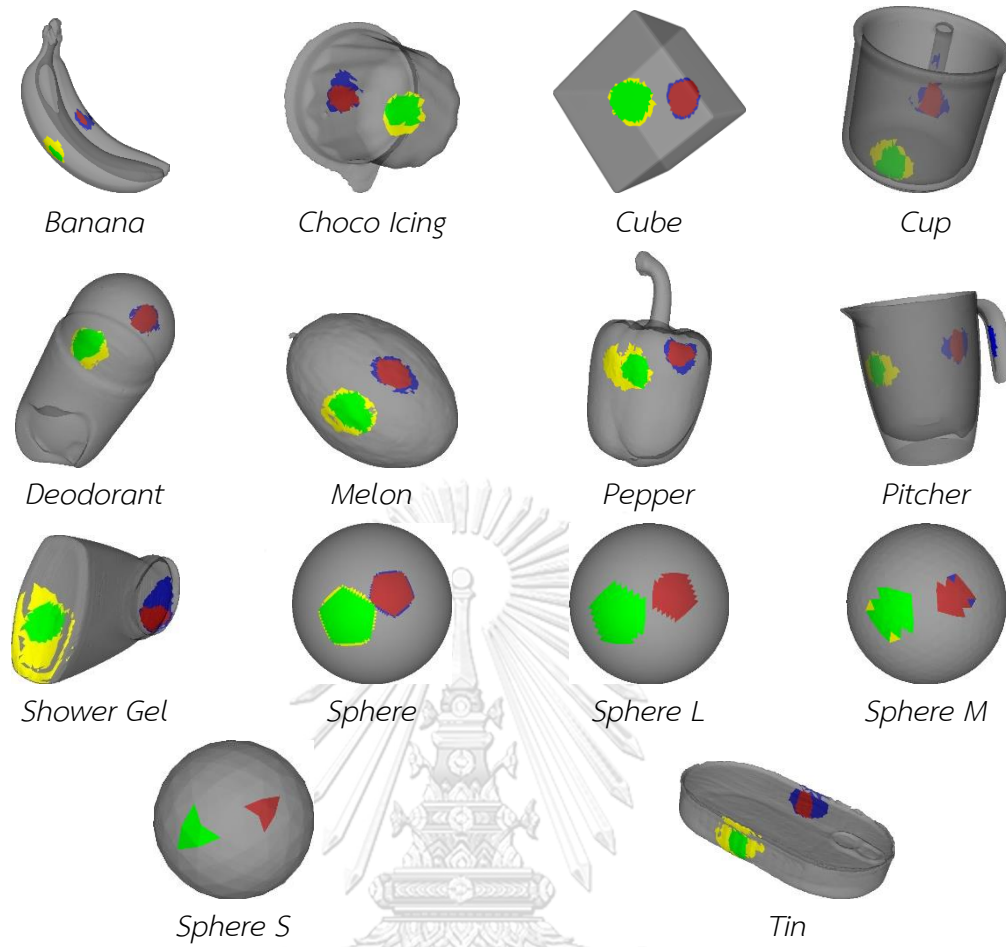 Banana Choco Icing Cube Cup
Deodorant Melon Pepper Pitcher
Shower Gel Sphere Sphere L Sphere M
Sphere S Tin